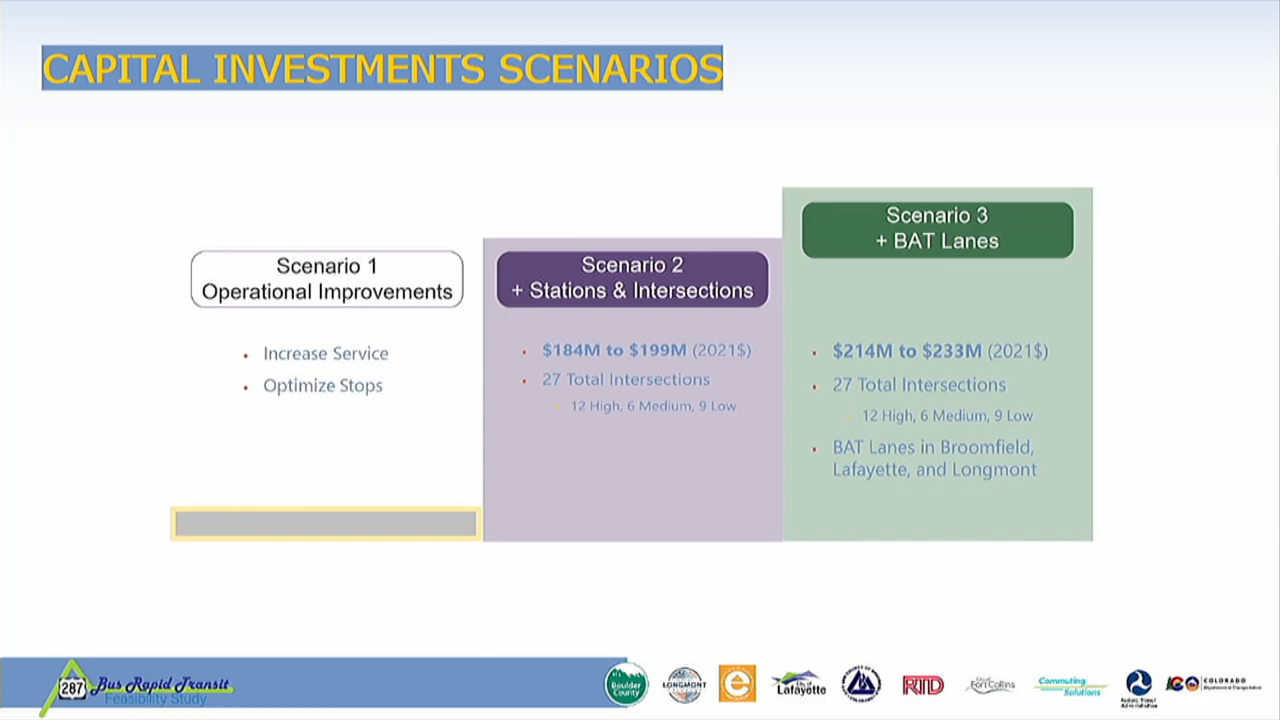 CAPITAL INVESTMENTS SCENARIOS
Scenario 1
Operational Improvements
Increase Service
Optimize Stops
Scenario 2
+ Stations & Intersections
$184M to $199M (2021$)
27 Total Intersections
12 High, 6 Medium, 9 Low
Scenario 3
+ BAT Lanes
$214M to $233M (2021$)
27 Total Intersections
12 High, 6 Medium, 9 Low
BAT Lanes in Broomfield,
Lafayette, and Longmont
287
Bus Rapid Transit
Feasibility Study
Boulder
County
LONGMONT
e
Lafayette
RTD
Fort Collins
Commuting
Solutions
COLORADO